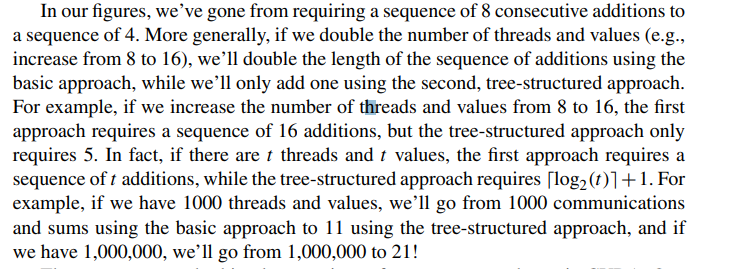 In our figures, we’ve gone from requiring a sequence of 8 consecutive additions to
a sequence of 4. More generally, if we double the number of threads and values (e.g.,
increase from 8 to 16), we’ll double the length of the sequence of additions using the
basic approach, while we’ll only add one using the second, tree-structured approach.
For example, if we increase the number of threads and values from 8 to 16, the first
approach requires a sequence of 16 additions, but the tree-structured approach only
requires 5. In fact, if there are t threads and t values, the first approach requires a
sequence of t additions, while the tree-structured approach requires ⌈log₂(t)⌉+1. For
example, if we have 1000 threads and values, we’ll go from 1000 communications
and sums using the basic approach to 11 using the tree-structured approach, and if
we have 1,000,000, we’ll go from 1,000,000 to 21!